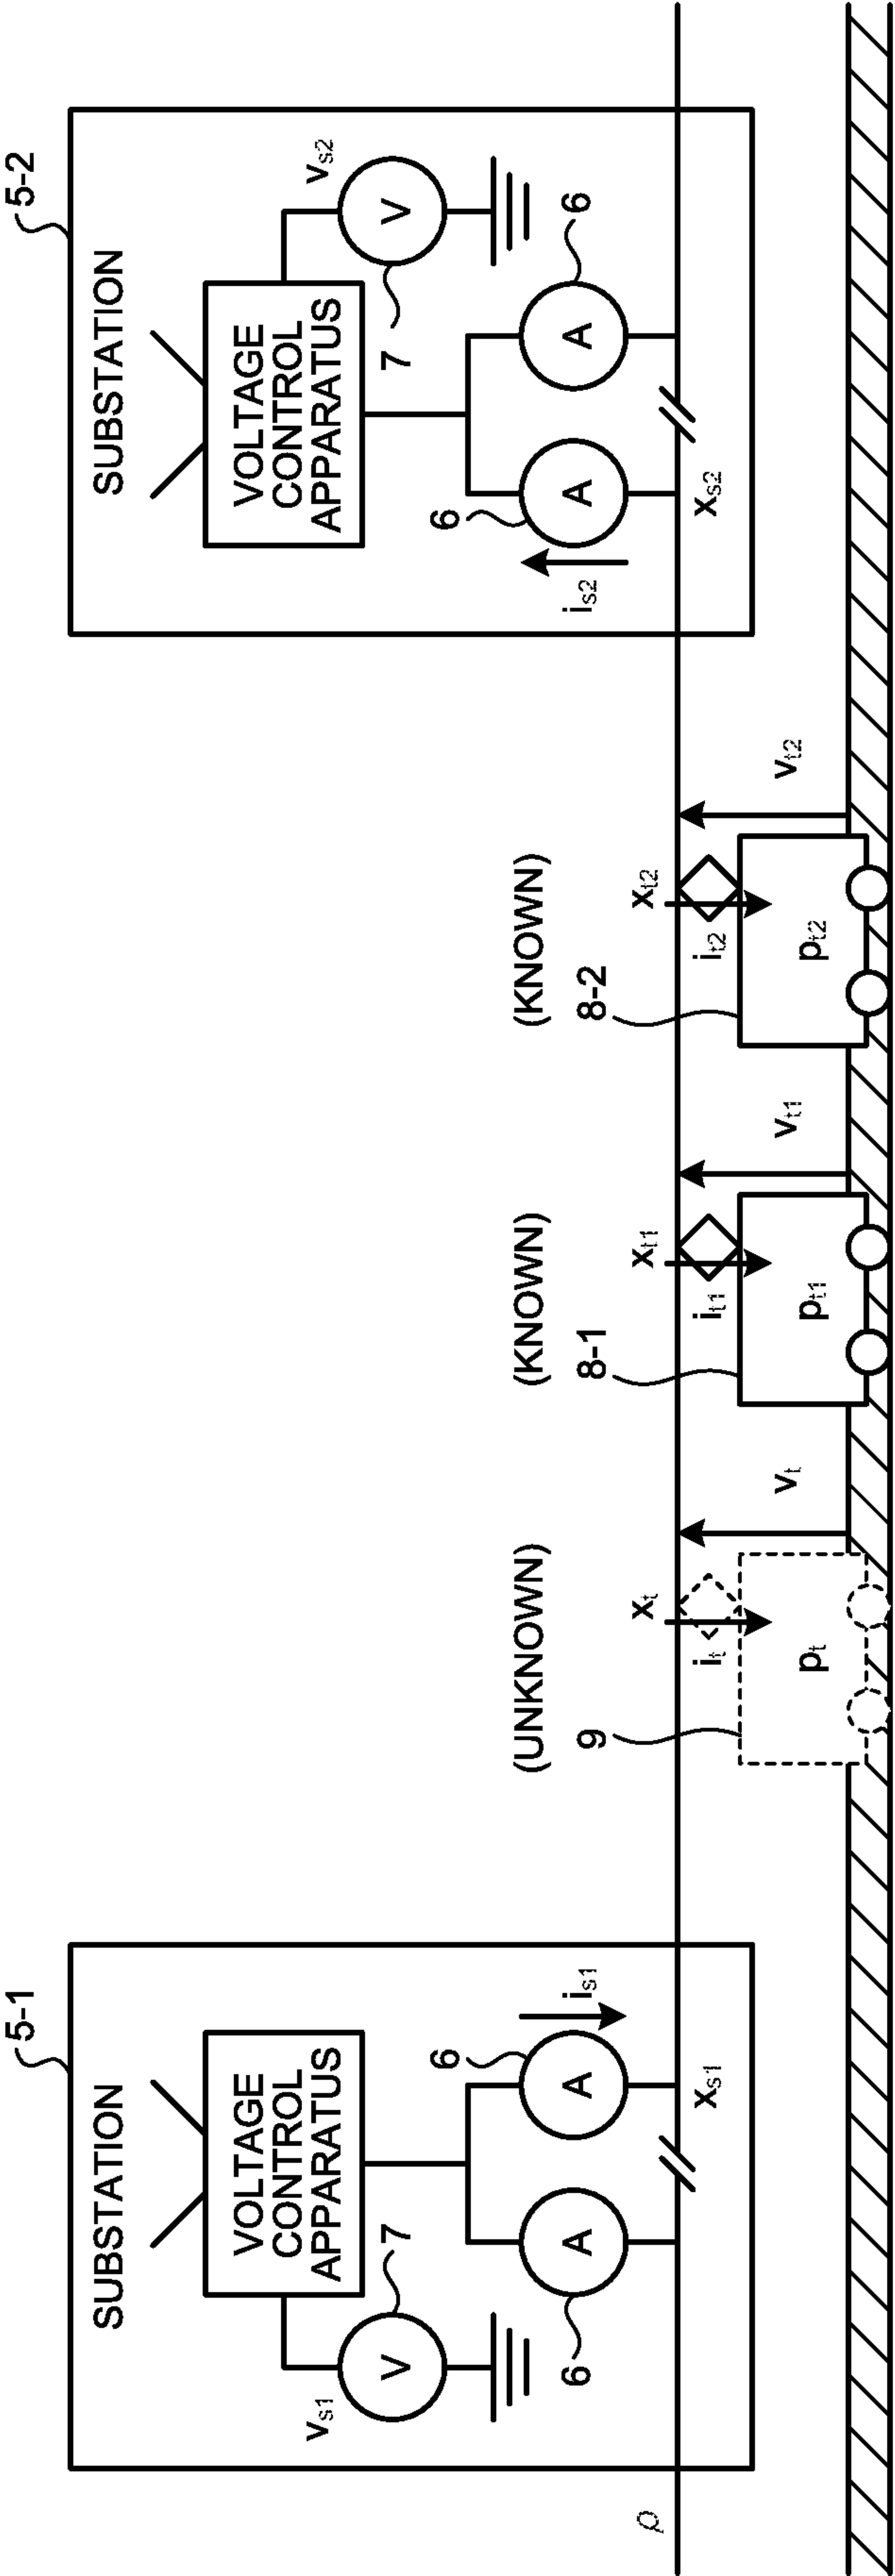 5-1
SUBSTATION
VOLTAGE
CONTROL
APPARATUS
7
V
vs1
6
A
6
A
is1
xs1
ρ
(UNKNOWN)
9
xt
it
pt
vt
(KNOWN)
8-1
xt1
it1
pt1
vt1
(KNOWN)
8-2
xt2
it2
pt2
vt2
5-2
SUBSTATION
VOLTAGE
CONTROL
APPARATUS
vs2
V
7
6
A
6
A
is2
xs2